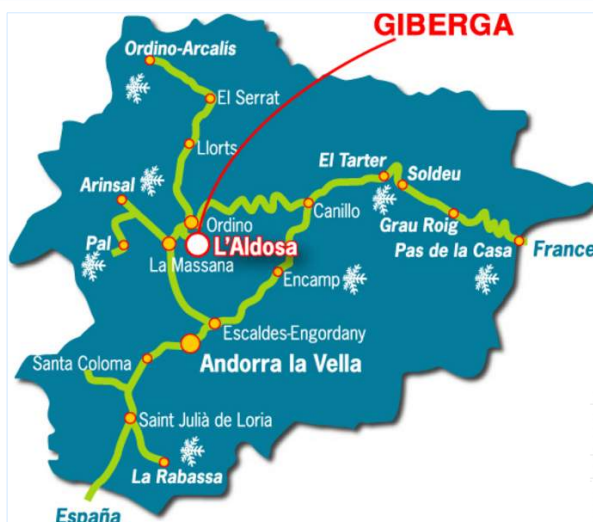 GIBERGA
Ordino-Arcalís
El Serrat
Llorts
El Tarter
Soldeu
Arinsal
Canillo
Ordino
Grau Roig
Pal
L'Aldosa
Pas de la Casa
France
La Massana
Encamp
Escaldes-Engordany
Santa Coloma
Andorra la Vella
Saint Julià de Loria
La Rabassa
España